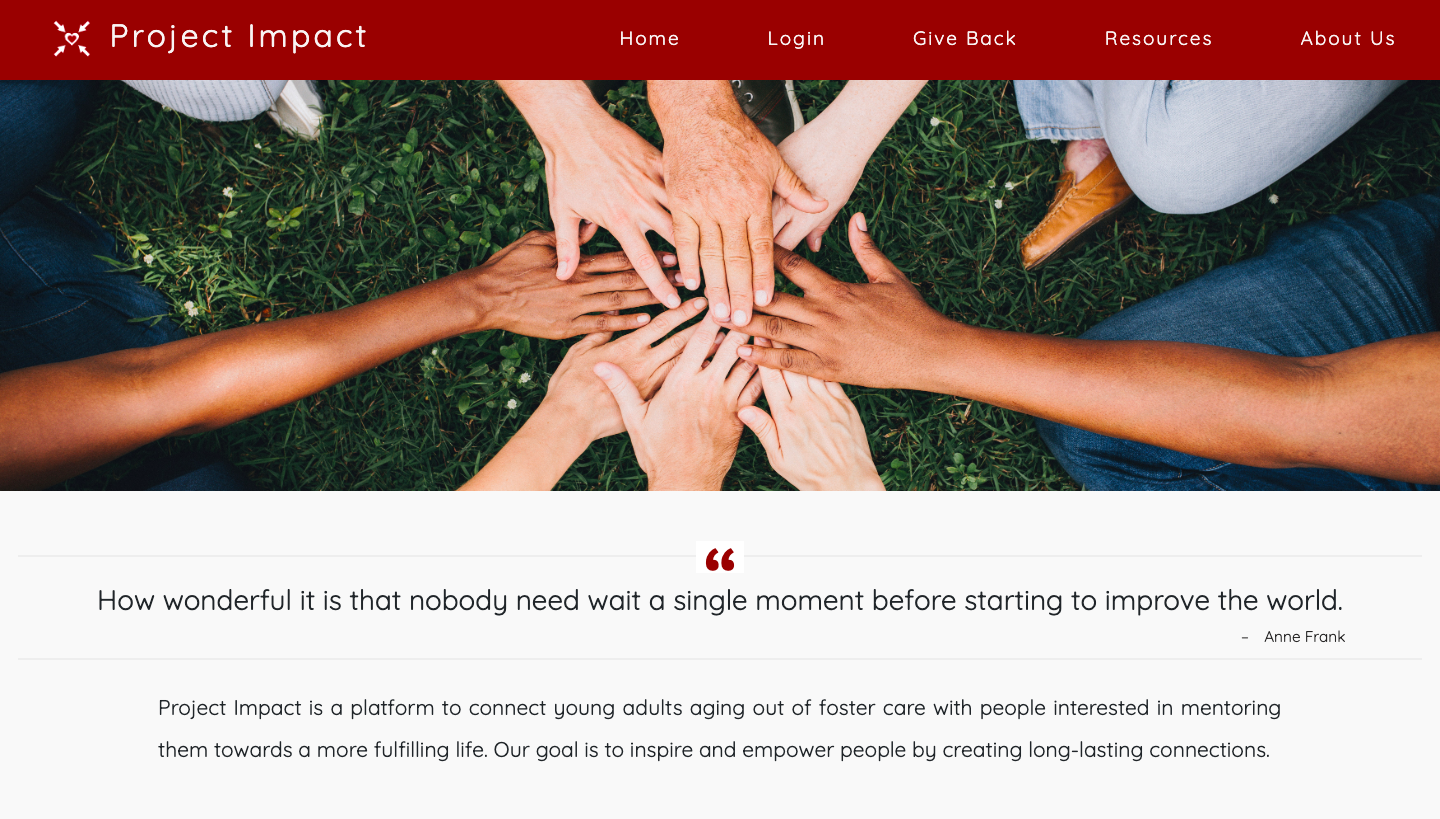 Project Impact
Home Login Give Back Resources About Us
“
How wonderful it is that nobody need wait a single moment before starting to improve the world.
– Anne Frank
Project Impact is a platform to connect young adults aging out of foster care with people interested in mentoring
them towards a more fulfilling life. Our goal is to inspire and empower people by creating long-lasting connections.